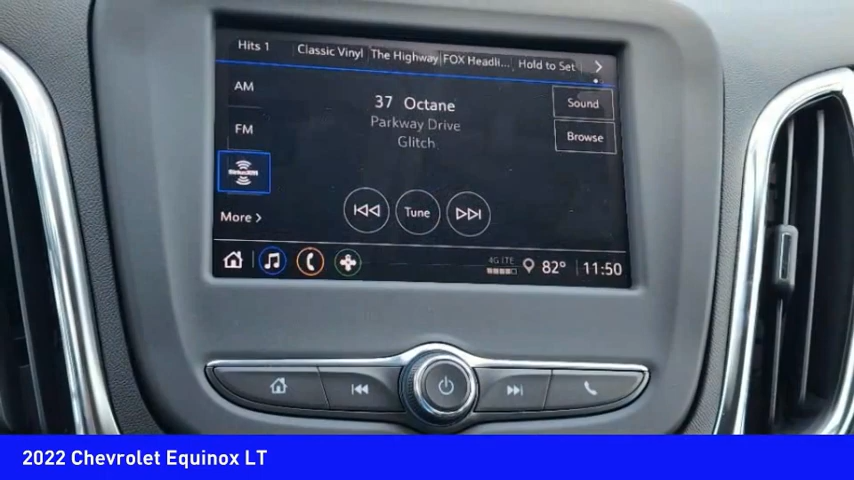 Hits 1 Classic Vinyl The Highway FOX Headli... Hold to Set
AM
37 Octane
Sound
Parkway Drive
FM
Browse
Glitch
SiriusXM
Tune
More
4G LTE
82° 11:50
2022 Chevrolet Equinox LT